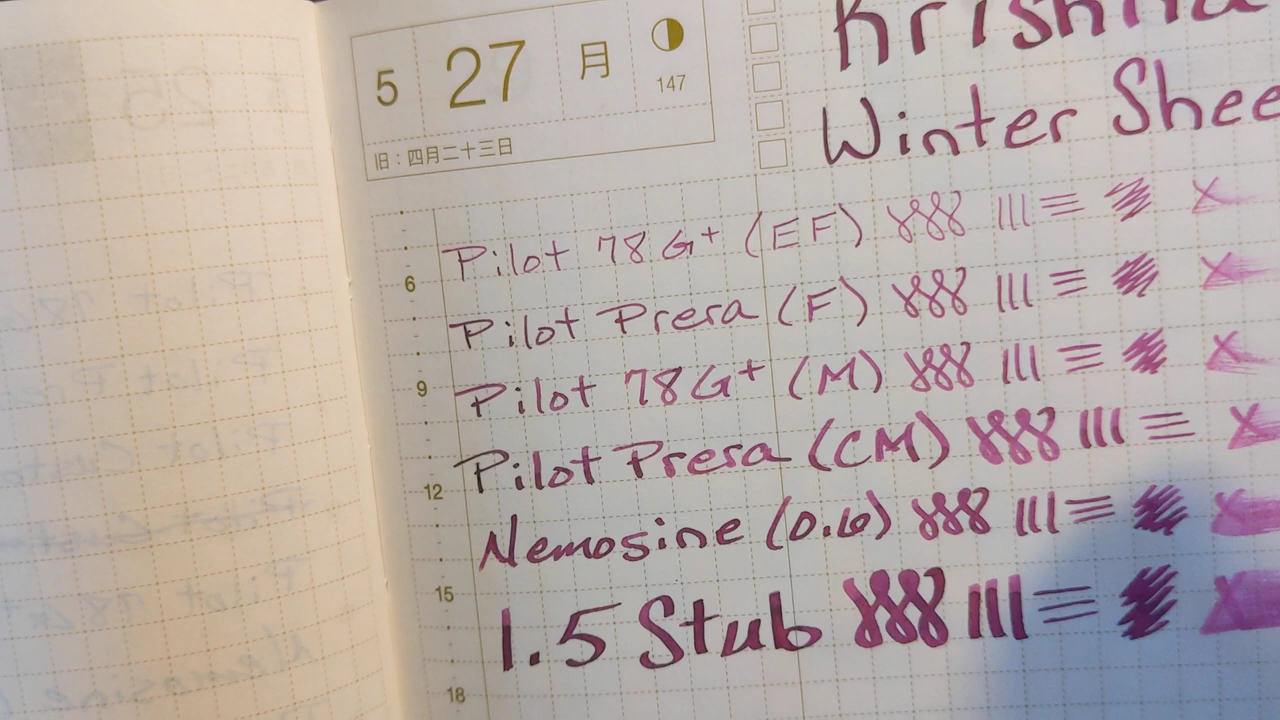 5 27 月
147
旧:四月二十三日
Krishna
Winter Shee
Pilot 78G+ (EF)
6
Pilot Presa (F)
9
Pilot 78G+ (M)
Pilot Presa (CM)
12
Nemosine (0.6)
15
1.5 Stub
18